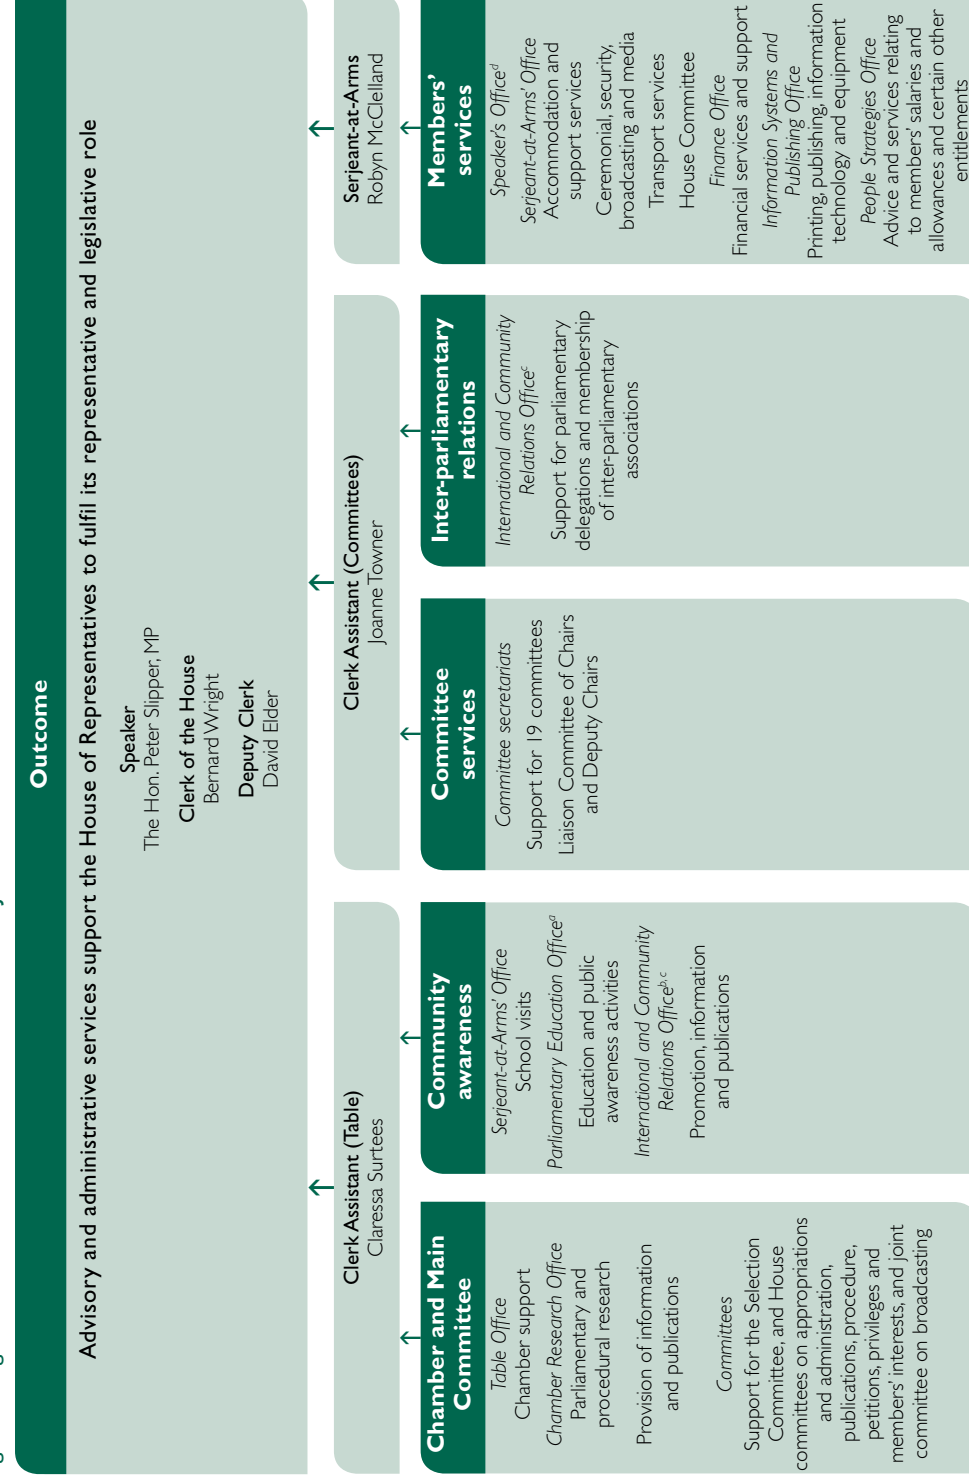 Outcome
Advisory and administrative services support the House of Representatives to fulfil its representative and legislative role
Speaker
The Hon. Peter Slipper, MP
Clerk of the House
Bernard Wright
Deputy Clerk
David Elder
Clerk Assistant (Table)
Claressa Surtees
Clerk Assistant (Committees)
Joanne Towner
Serjeant-at-Arms
Robyn McClelland
Chamber and Main
Committee
Table Office
Chamber support
Chamber Research Office
Parliamentary and
procedural research
Provision of information
and publications
Committees
Support for the Selection
Committee, and House
committees on appropriations
and administration,
publications, procedure,
petitions, privileges and
members' interests, and joint
committee on broadcasting
Community
awareness
Serjeant-at-Arms' Office
School visits
Parliamentary Education Officea
Education and public
awareness activities
International and Community
Relations Officeb,c
Promotion, information
and publications
Committee
services
Committee secretariats
Support for 19 committees
Liaison Committee of Chairs
and Deputy Chairs
Inter-parliamentary
relations
International and Community
Relations Officec
Support for parliamentary
delegations and membership
of inter-parliamentary
associations
Members'
services
Speaker's Officed
Serjeant-at-Arms' Office
Accommodation and
support services
Ceremonial, security,
broadcasting and media
Transport services
House Committee
Finance Office
Financial services and support
Information Systems and
Publishing Office
Printing, publishing, information
technology and equipment
People Strategies Office
Advice and services relating
to members' salaries and
allowances and certain other
entitlements